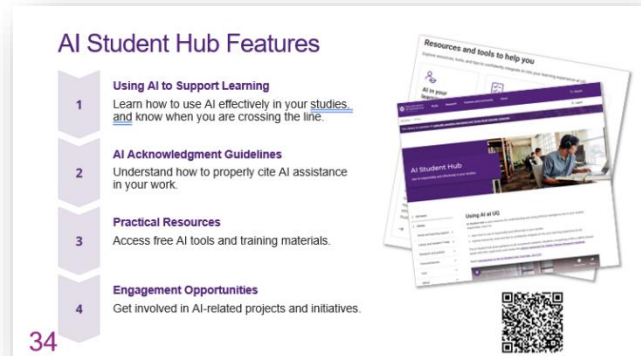 AI Student Hub Features
1
Using AI to Support Learning
Learn how to use AI effectively in your studies,
and know when you are crossing the line.
2
AI Acknowledgment Guidelines
Understand how to properly cite AI assistance
in your work.
3
Practical Resources
Access free AI tools and training materials.
4
Engagement Opportunities
Get involved in AI-related projects and initiatives.
34
Resources and tools to help you
AI in your
AI Student Hub
Using AI at UQ